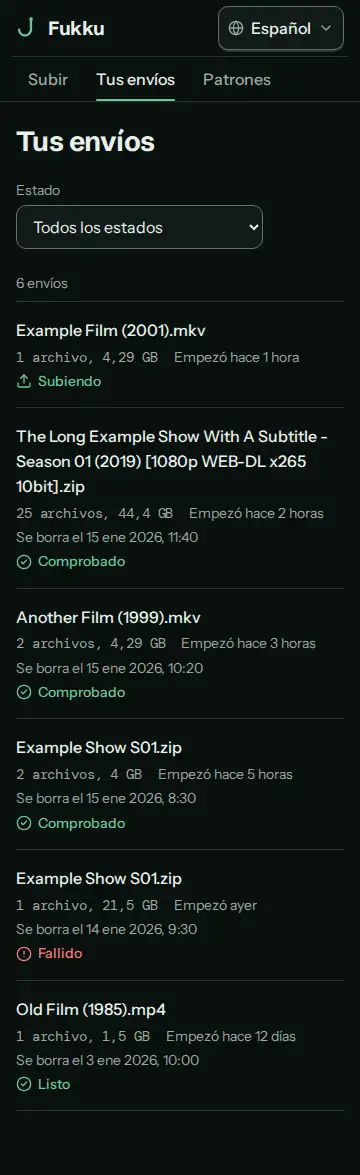 Fukku
Español
Subir
Tus envíos
Patrones
Tus envíos
Estado
Todos los estados
6 envíos
Example Film (2001).mkv
1 archivo, 4,29 GB Empezó hace 1 hora
Subiendo
The Long Example Show With A Subtitle -
Season 01 (2019) [1080p WEB-DL x265
10bit].zip
25 archivos, 44,4 GB Empezó hace 2 horas
Se borra el 15 ene 2026, 11:40
Comprobado
Another Film (1999).mkv
2 archivos, 4,29 GB Empezó hace 3 horas
Se borra el 15 ene 2026, 10:20
Comprobado
Example Show S01.zip
2 archivos, 4 GB Empezó hace 5 horas
Se borra el 15 ene 2026, 8:30
Comprobado
Example Show S01.zip
1 archivo, 21,5 GB Empezó ayer
Se borra el 14 ene 2026, 9:30
Fallido
Old Film (1985).mp4
1 archivo, 1,5 GB Empezó hace 12 días
Se borra el 3 ene 2026, 10:00
Listo